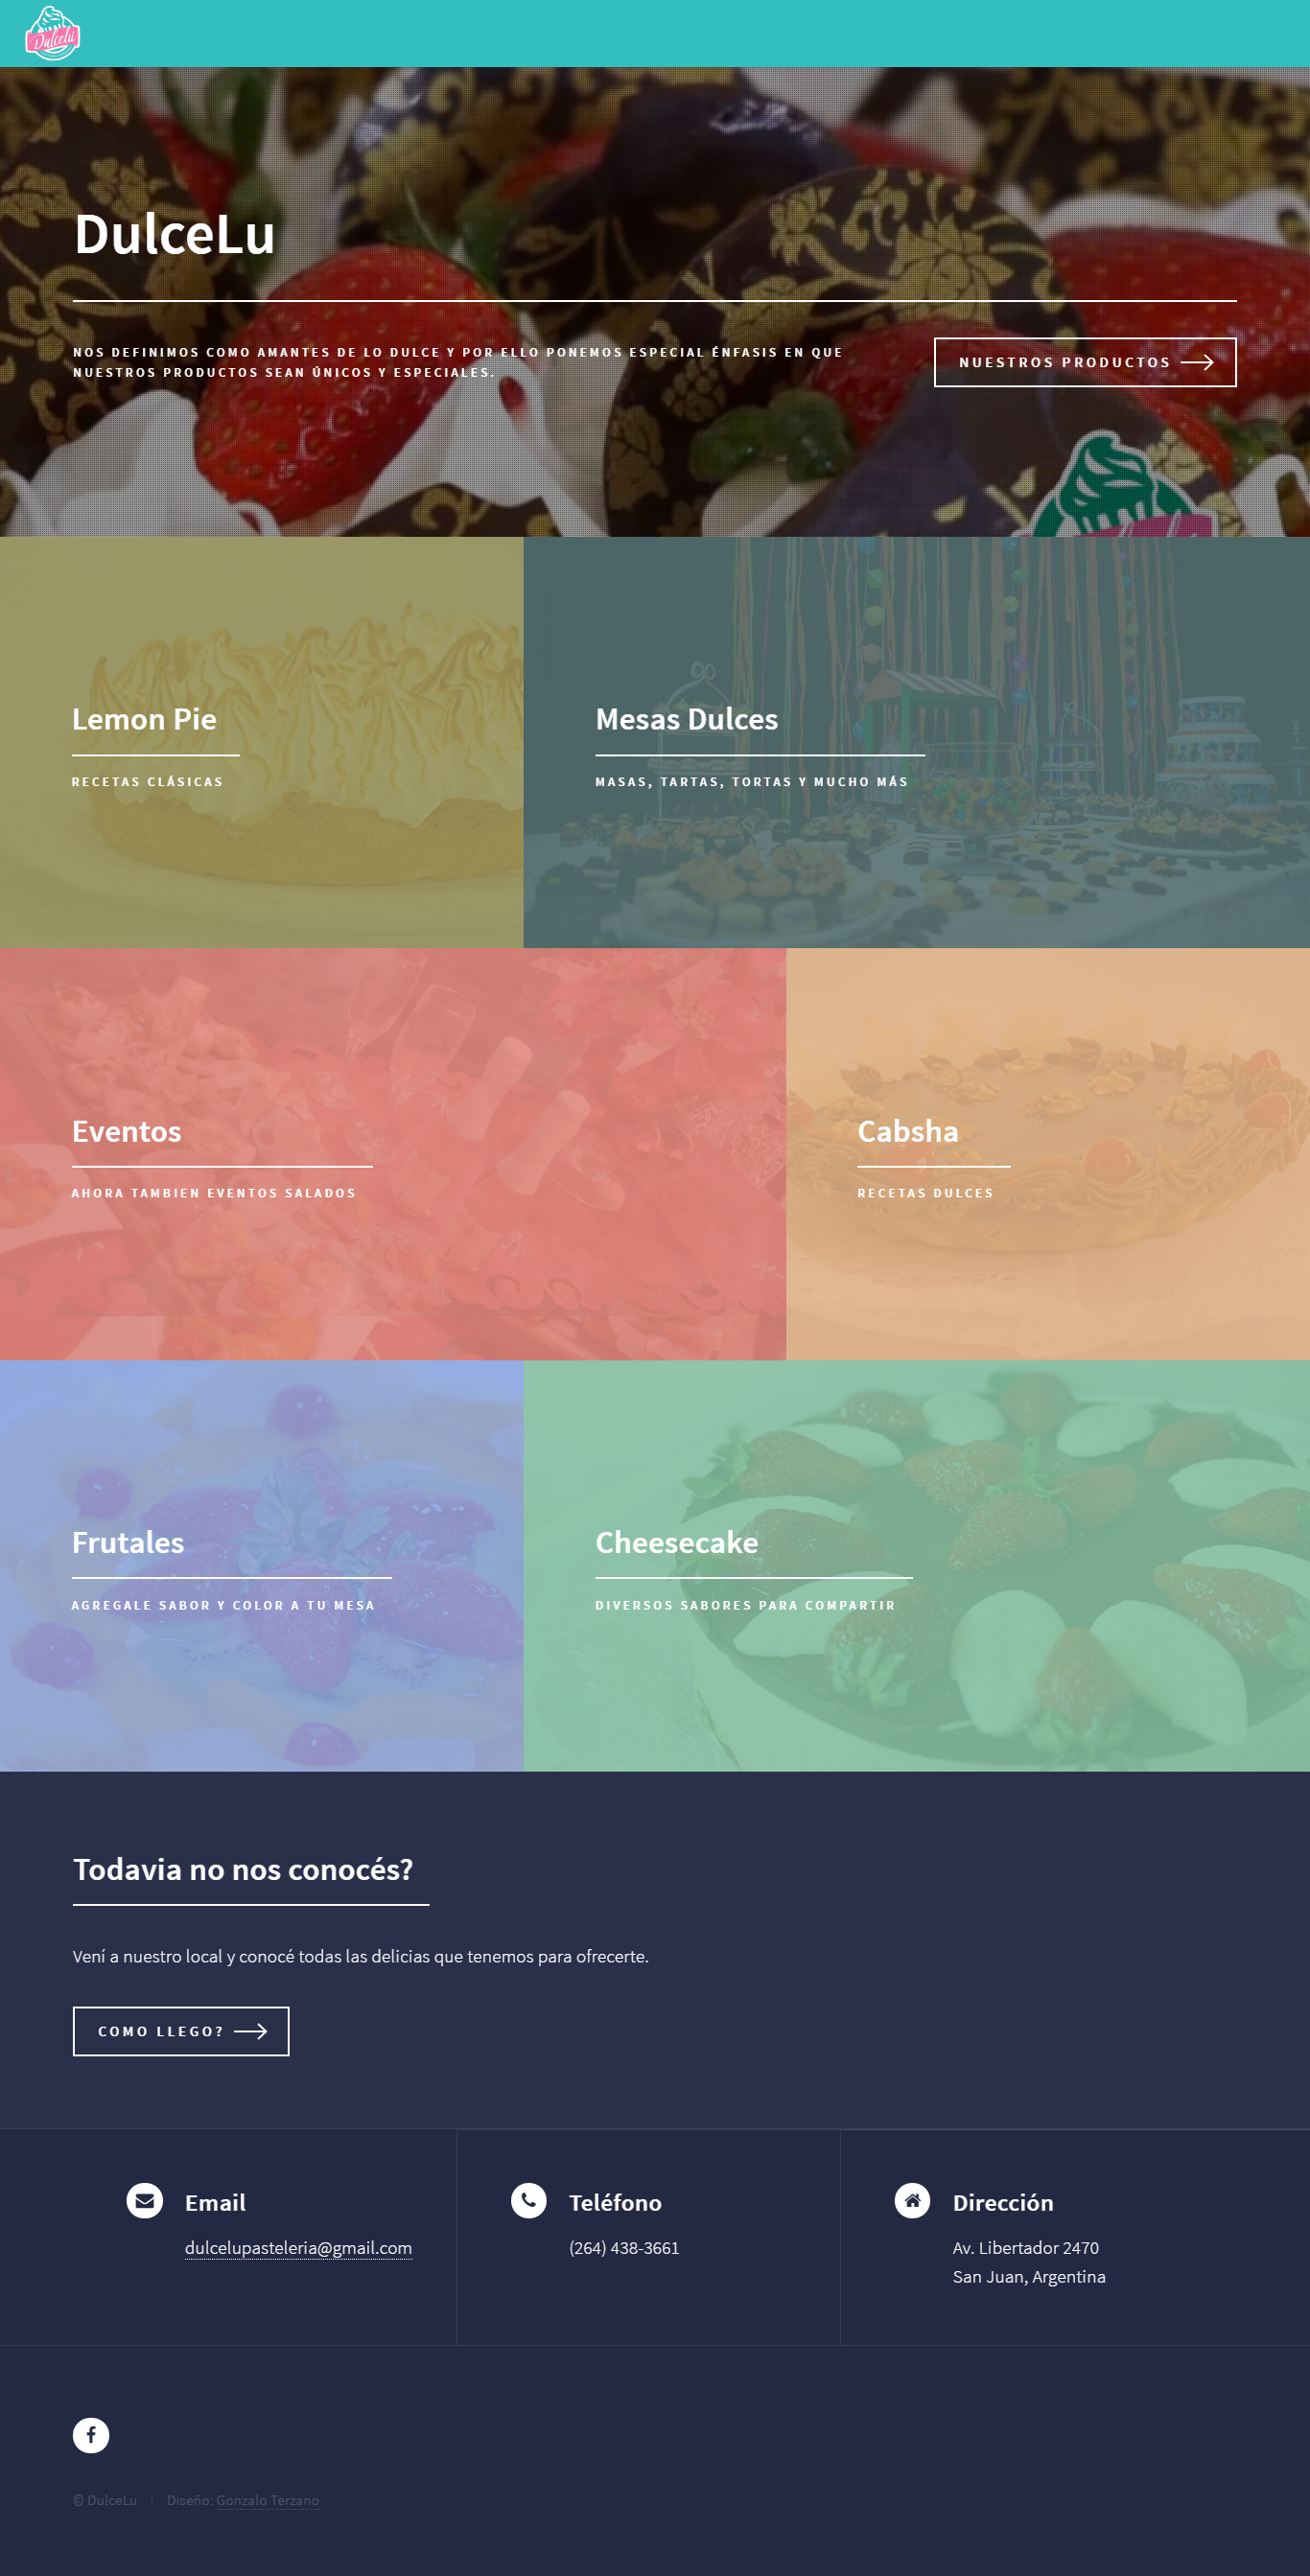 Dulcelú
DulceLu
NOS DEFINIMOS COMO AMANTES DE LO DULCE Y POR ELLO PONEMOS ESPECIAL ÉNFASIS EN QUE
NUESTROS PRODUCTOS SEAN ÚNICOS Y ESPECIALES.
NUESTROS PRODUCTOS
Lemon Pie
RECETAS CLÁSICAS
Mesas Dulces
MASAS, TARTAS, TORTAS Y MUCHO MÁS
Eventos
AHORA TAMBIEN EVENTOS SALADOS
Cabsha
RECETAS DULCES
Frutales
AGREGALE SABOR Y COLOR A TU MESA
Cheesecake
DIVERSOS SABORES PARA COMPARTIR
Todavia no nos conocés?
Vení a nuestro local y conocé todas las delicias que tenemos para ofrecerte.
COMO LLEGO?
Email
dulcelupasteleria@gmail.com
Teléfono
(264) 438-3661
Dirección
Av. Libertador 2470
San Juan, Argentina
© DulceLu | Diseño: Gonzalo Terzano